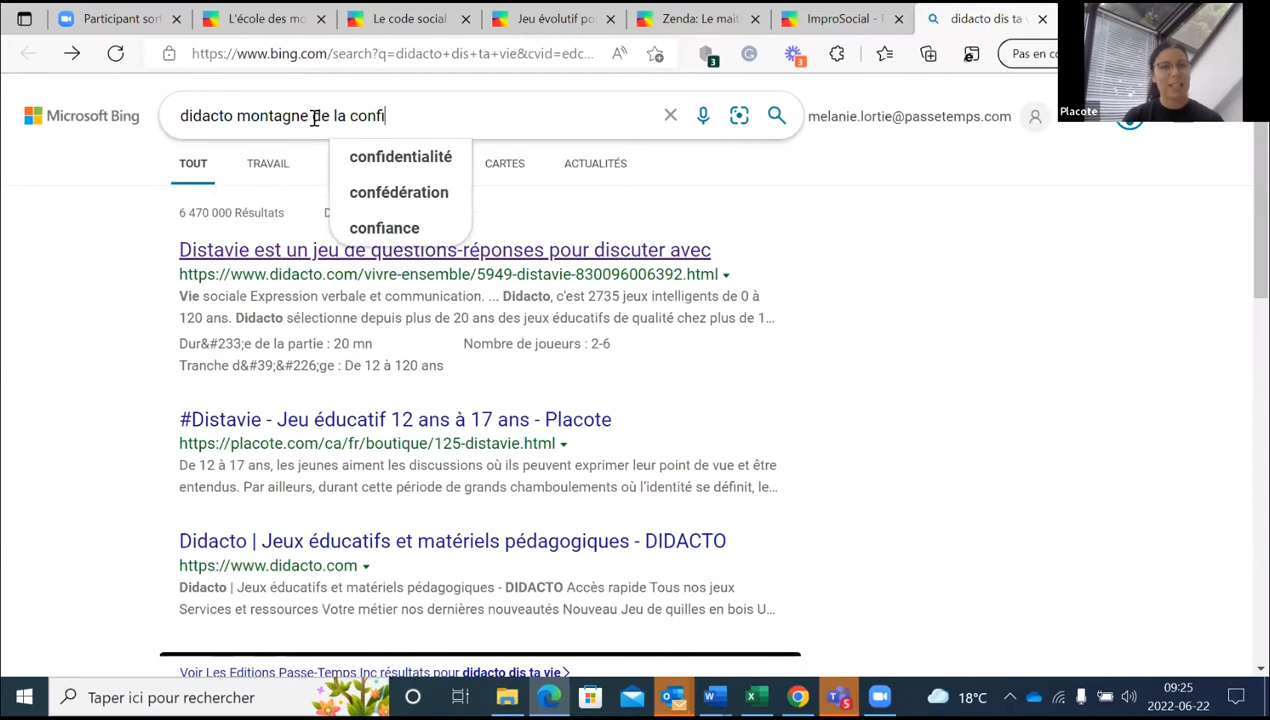 Participant sort
L'école des mo
Le code social
Jeu évolutif po
Zenda: Le mait
ImproSocial - F
didacto dis ta v
https://www.bing.com/search?q=didacto+dis+ta+vie&cvid=edc...
3
3
Pas en co
Placote
Microsoft Bing
didacto montagne de la confi
melanie.lortie@passetemps.com
confidentialité
confédération
confiance
TOUT
TRAVAIL
CARTES
ACTUALITÉS
6 470 000 Résultats
D
Distavie est un jeu de questions-réponses pour discuter avec
https://www.didacto.com/vivre-ensemble/5949-distavie-830096006392.html
Vie sociale Expression verbale et communication. ... Didacto, c'est 2735 jeux intelligents de 0 à
120 ans. Didacto sélectionne depuis plus de 20 ans des jeux éducatifs de qualité chez plus de 1...
Dur&#233;e de la partie : 20 mn
Nombre de joueurs : 2-6
Tranche d&#39;&#226;ge : De 12 à 120 ans
#Distavie - Jeu éducatif 12 ans à 17 ans - Placote
https://placote.com/ca/fr/boutique/125-distavie.html
De 12 à 17 ans, les jeunes aiment les discussions où ils peuvent exprimer leur point de vue et être
entendus. Par ailleurs, durant cette période de grands chamboulements où l'identité se définit, le...
Didacto | Jeux éducatifs et matériels pédagogiques - DIDACTO
https://www.didacto.com
Didacto | Jeux éducatifs et matériels pédagogiques - DIDACTO Accès rapide Tous nos jeux
Services et ressources Votre métier nos dernières nouveautés Nouveau Jeu de quilles en bois U...
Voir Les Editions Passe-Temps Inc résultats pour didacto dis ta vie
Taper ici pour rechercher
18°C
09:25
2022-06-22